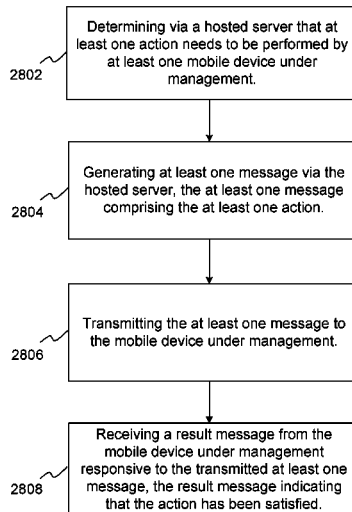 Determining via a hosted server that at
least one action needs to be performed by
at least one mobile device under
management.
2802
Generating at least one message via the
hosted server, the at least one message
comprising the at least one action.
2804
Transmitting the at least one message to
the mobile device under management.
2806
Receiving a result message from the
mobile device under management
responsive to the transmitted at least one
message, the result message indicating
that the action has been satisfied.
2808